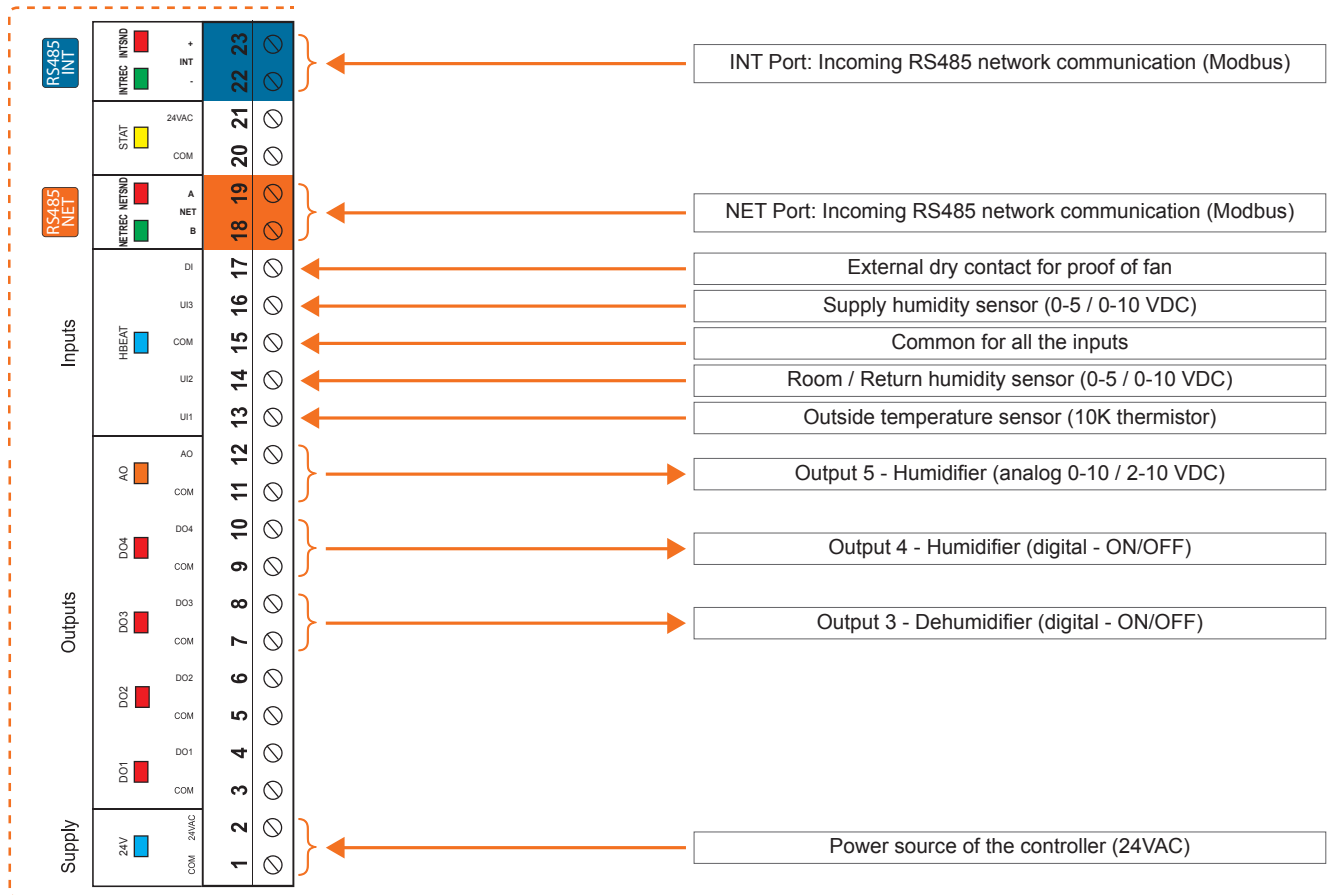 RS485
INT
INTREC INTSND
+
INT
-
23
22
INT Port: Incoming RS485 network communication (Modbus)
STAT
24VAC
COM
21
20
RS485
NET
NETREC NETSND
A
NET
B
19
18
NET Port: Incoming RS485 network communication (Modbus)
Inputs
HBEAT
DI
17
External dry contact for proof of fan
UI3
16
Supply humidity sensor (0-5 / 0-10 VDC)
COM
15
Common for all the inputs
UI2
14
Room / Return humidity sensor (0-5 / 0-10 VDC)
UI1
13
Outside temperature sensor (10K thermistor)
Outputs
AO
AO
12
COM
11
Output 5 - Humidifier (analog 0-10 / 2-10 VDC)
DO4
DO4
10
COM
9
Output 4 - Humidifier (digital - ON/OFF)
DO3
DO3
8
COM
7
Output 3 - Dehumidifier (digital - ON/OFF)
DO2
DO2
6
COM
5
DO1
DO1
4
COM
3
Supply
24V
24VAC
2
COM
1
Power source of the controller (24VAC)